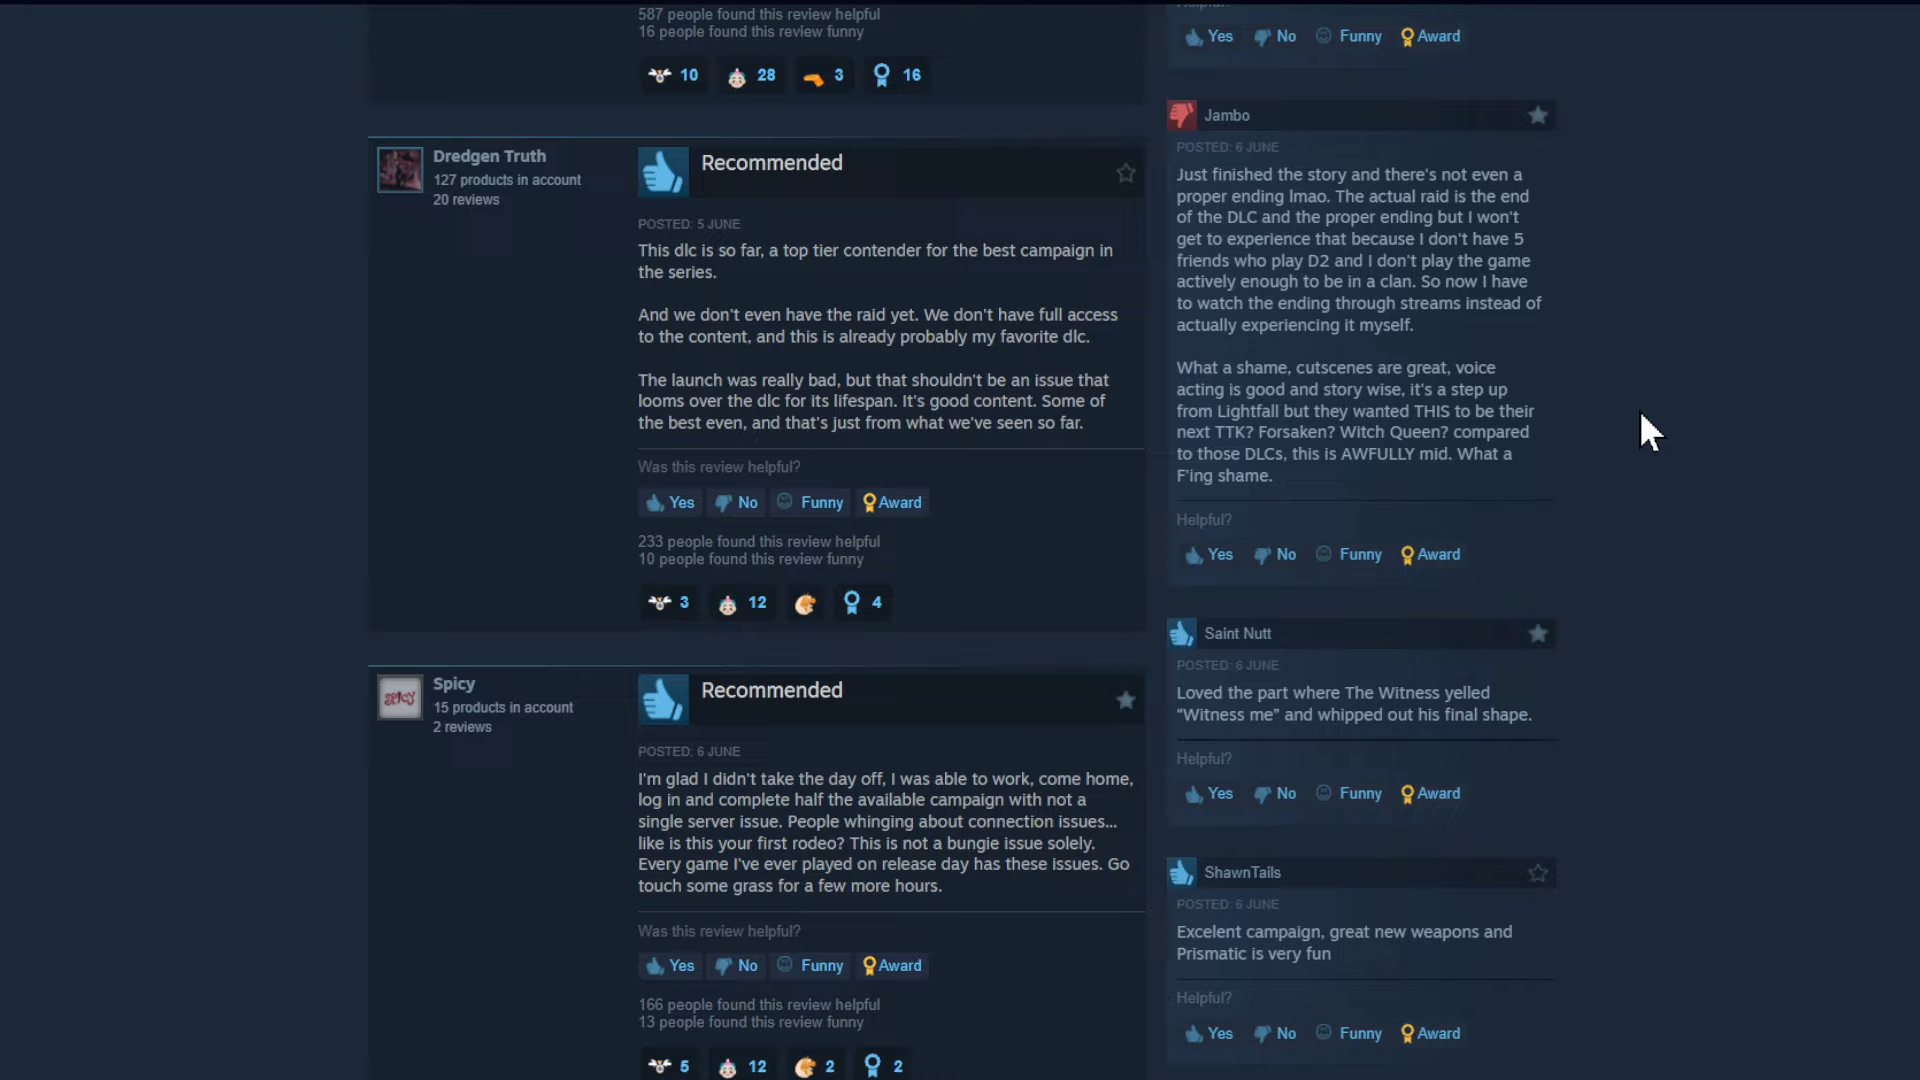 587 people found this review helpful
16 people found this review funny
10
28
3
16
Dredgen Truth
127 products in account
20 reviews
Recommended
POSTED: 5 JUNE
This dlc is so far, a top tier contender for the best campaign in
the series.
And we don't even have the raid yet. We don't have full access
to the content, and this is already probably my favorite dlc.
The launch was really bad, but that shouldn't be an issue that
looms over the dlc for its lifespan. It's good content. Some of
the best even, and that's just from what we've seen so far.
Was this review helpful?
Yes No Funny Award
233 people found this review helpful
10 people found this review funny
3
12
4
SPICY
Spicy
15 products in account
2 reviews
Recommended
POSTED: 6 JUNE
I'm glad I didn't take the day off, I was able to work, come home,
log in and complete half the available campaign with not a
single server issue. People whinging about connection issues...
like is this your first rodeo? This is not a bungie issue solely.
Every game I've ever played on release day has these issues. Go
touch some grass for a few more hours.
Was this review helpful?
Yes No Funny Award
166 people found this review helpful
13 people found this review funny
5
12
2
2
Helpful?
Yes No Funny Award
Jambo
POSTED: 6 JUNE
Just finished the story and there's not even a
proper ending lmao. The actual raid is the end
of the DLC and the proper ending but I won't
get to experience that because I don't have 5
friends who play D2 and I don't play the game
actively enough to be in a clan. So now I have
to watch the ending through streams instead of
actually experiencing it myself.
What a shame, cutscenes are great, voice
acting is good and story wise, it's a step up
from Lightfall but they wanted THIS to be their
next TTK? Forsaken? Witch Queen? compared
to those DLCs, this is AWFULLY mid. What a
F'ing shame.
Helpful?
Yes No Funny Award
Saint Nutt
POSTED: 6 JUNE
Loved the part where The Witness yelled
“Witness me” and whipped out his final shape.
Helpful?
Yes No Funny Award
ShawnTails
POSTED: 6 JUNE
Excelent campaign, great new weapons and
Prismatic is very fun
Helpful?
Yes No Funny Award